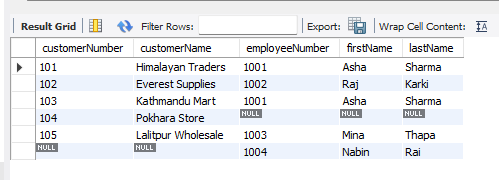 Result Grid Filter Rows: Export: Wrap Cell Content: IA
customerNumber customerName employeeNumber firstName lastName
101 Himalayan Traders 1001 Asha Sharma
102 Everest Supplies 1002 Raj Karki
103 Kathmandu Mart 1001 Asha Sharma
104 Pokhara Store NULL NULL NULL
105 Lalitpur Wholesale 1003 Mina Thapa
NULL NULL 1004 Nabin Rai